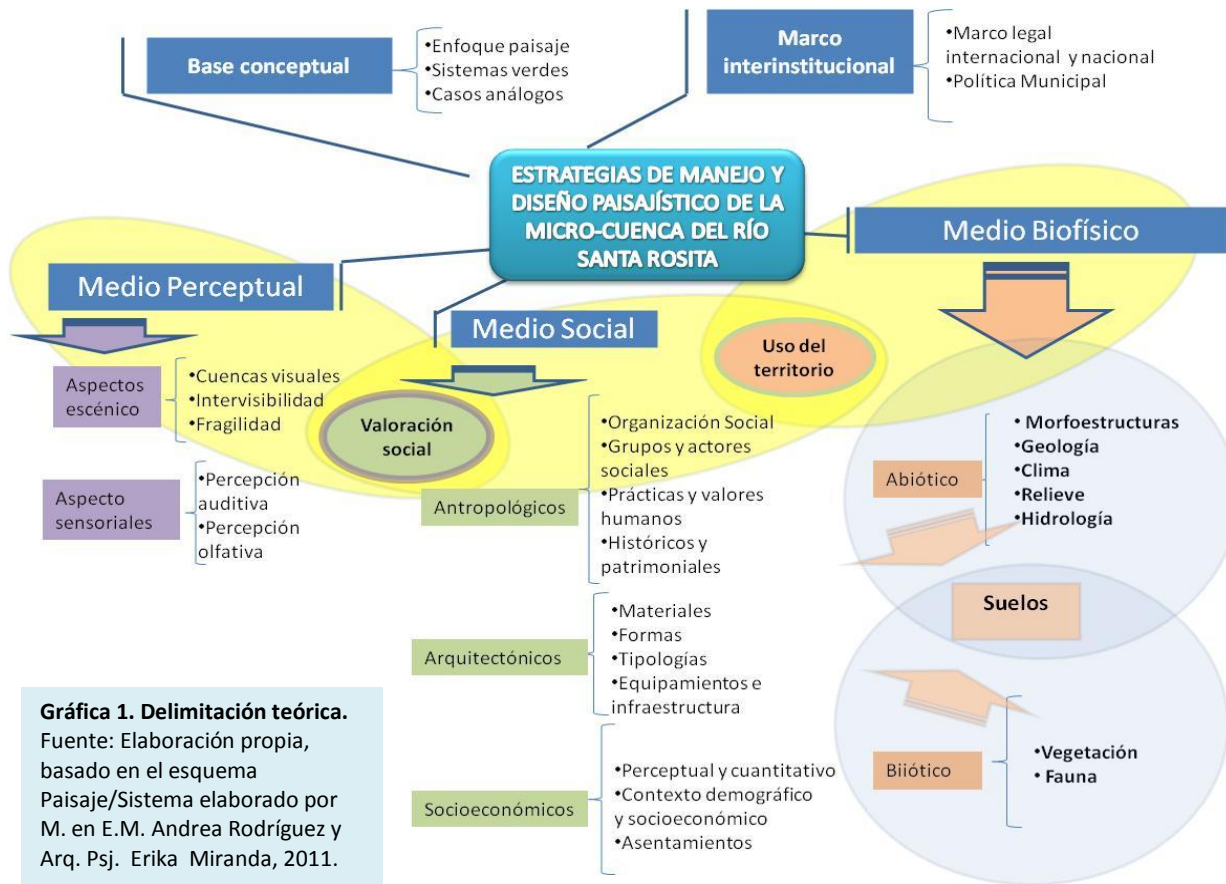 Base conceptual
•Enfoque paisaje
•Sistemas verdes
•Casos análogos
Marco
interinstitucional
•Marco legal
internacional y nacional
•Política Municipal
ESTRATEGIAS DE MANEJO Y
DISEÑO PAISAJÍSTICO DE LA
MICRO-CUENCA DEL RÍO
SANTA ROSITA
Medio Perceptual
Aspectos
escénico
•Cuencas visuales
•Intervisibilidad
•Fragilidad
Aspecto
sensoriales
•Percepción
auditiva
•Percepción
olfativa
Valoración
social
Medio Social
Antropológicos
•Organización Social
•Grupos y actores
sociales
•Prácticas y valores
humanos
•Históricos y
patrimoniales
Arquitectónicos
•Materiales
•Formas
•Tipologías
•Equipamientos e
infraestructura
Socioeconómicos
•Perceptual y cuantitativo
•Contexto demográfico
y socioeconómico
•Asentamientos
Uso del
territorio
Medio Biofísico
Abiótico
• Morfoestructuras
•Geología
•Clima
•Relieve
•Hidrología
Suelos
Biiótico
•Vegetación
• Fauna
Gráfica 1. Delimitación teórica.
Fuente: Elaboración propia,
basado en el esquema
Paisaje/Sistema elaborado por
M. en E.M. Andrea Rodríguez y
Arq. Psj. Erika Miranda, 2011.